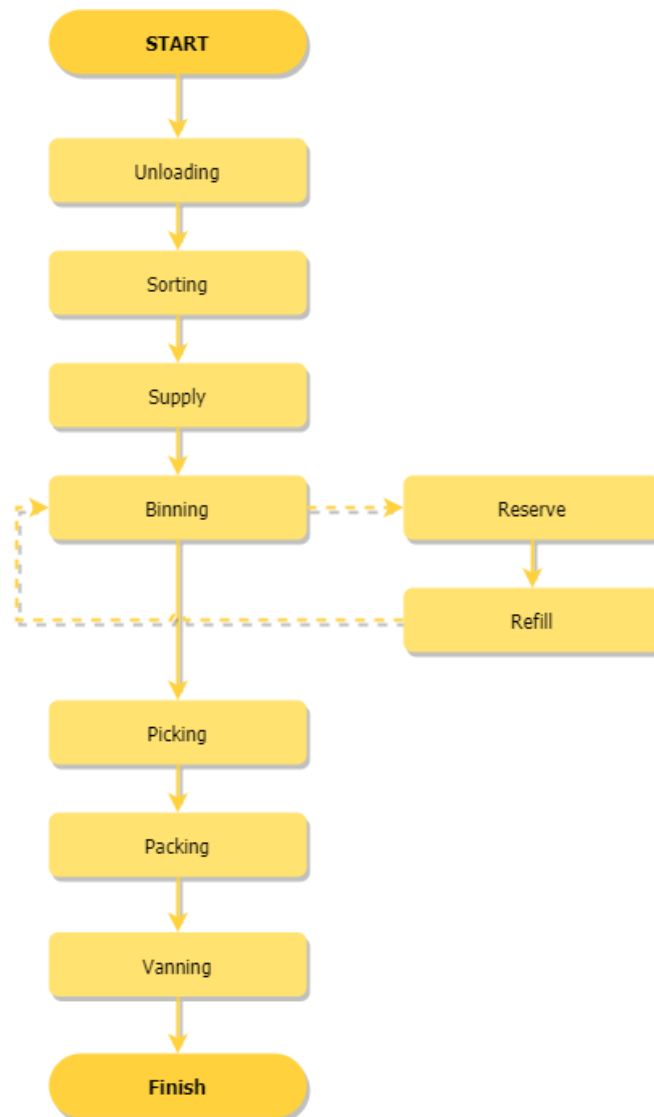 START
Unloading
Sorting
Supply
Binning
Reserve
Refill
Picking
Packing
Vanning
Finish